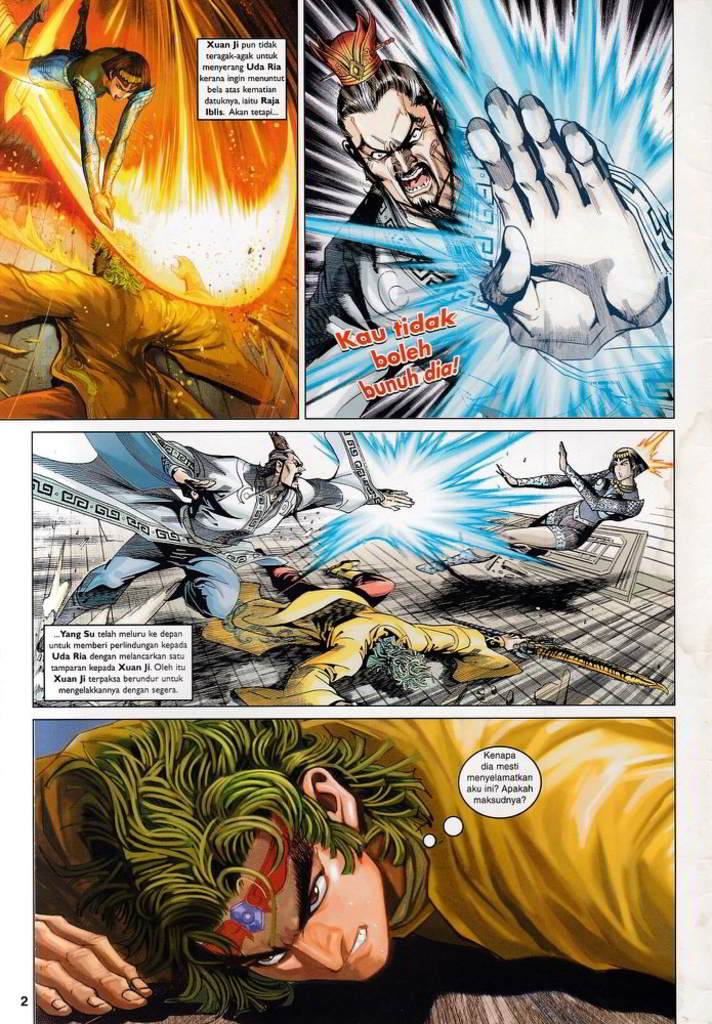 Xuan Ji pun tidak
teragak-agak untuk
menyerang Uda Ria
kerana ingin menuntut
bela atas kematian
datuknya, iaitu Raja
Iblis. Akan tetapi...
Kau tidak
boleh
bunuh dia!
...Yang Su telah meluru ke depan
untuk memberi perlindungan kepada
Uda Ria dengan melancarkan satu
tamparan kepada Xuan Ji. Oleh itu
Xuan Ji terpaksa berundur untuk
mengelakkannya dengan segera.
Kenapa
dia mesti
menyelamatkan
aku ini? Apakah
maksudnya?
2